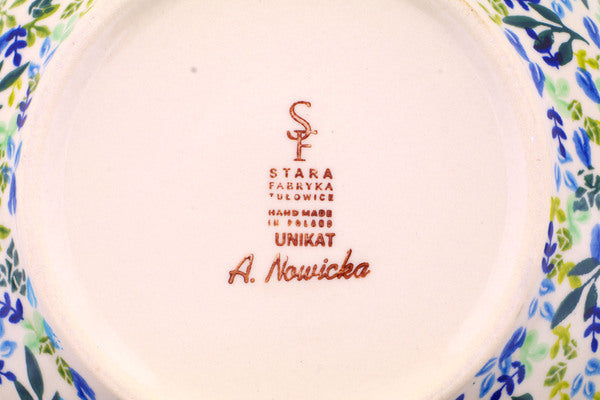 SF
STARA
FABRYKA
TUŁOWICE
HAND MADE
IN POLAND
UNIKAT
A. Nowicka